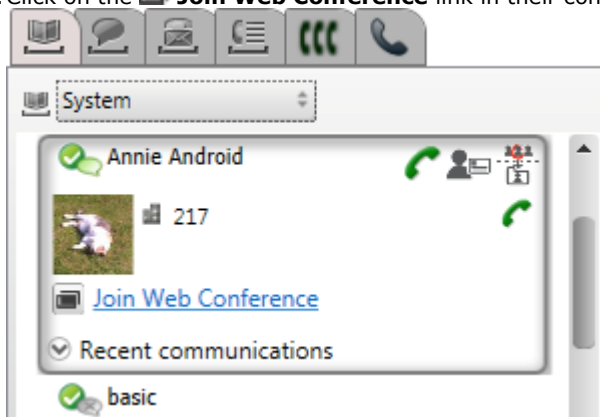 Click on the Join Web Conference link in their con
System
Annie Android
217
Join Web Conference
Recent communications
basic